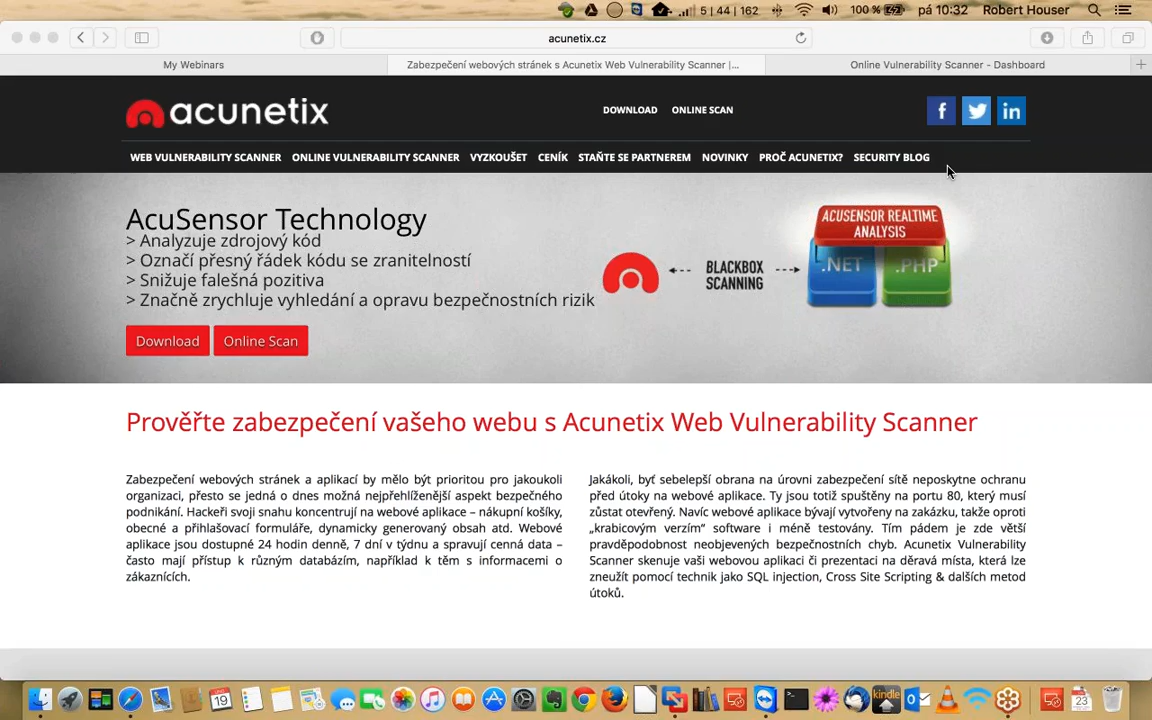 5 | 44 | 162
100 %
pá 10:32
Robert Houser
acunetix.cz
My Webinars
Zabezpečení webových stránek s Acunetix Web Vulnerability Scanner |...
Online Vulnerability Scanner - Dashboard
acunetix
DOWNLOAD
ONLINE SCAN
WEB VULNERABILITY SCANNER
ONLINE VULNERABILITY SCANNER
VYZKOUŠET
CENÍK
STAŇTE SE PARTNEREM
NOVINKY
PROČ ACUNETIX?
SECURITY BLOG
AcuSensor Technology
> Analyzuje zdrojový kód
> Označí přesný řádek kódu se zranitelností
> Snižuje falešná pozitiva
> Značně zrychluje vyhledání a opravu bezpečnostních rizik
Download
Online Scan
BLACKBOX
SCANNING
ACUSENSOR REALTIME
ANALYSIS
.NET
.PHP
Prověřte zabezpečení vašeho webu s Acunetix Web Vulnerability Scanner
Zabezpečení webových stránek a aplikací by mělo být prioritou pro jakoukoli
organizaci, přesto se jedná o dnes možná nejpřehlíženější aspekt bezpečného
podnikání. Hackeři svoji snahu koncentrují na webové aplikace – nákupní košíky,
obecné a přihlašovací formuláře, dynamicky generovaný obsah atd. Webové
aplikace jsou dostupné 24 hodin denně, 7 dní v týdnu a spravují cenná data –
často mají přístup k různým databázím, například k těm s informacemi o
zákaznících.
Jakákoli, byť sebelepší obrana na úrovni zabezpečení sítě neposkytne ochranu
před útoky na webové aplikace. Ty jsou totiž spuštěny na portu 80, který musí
zůstat otevřený. Navíc webové aplikace bývají vytvořeny na zakázku, takže oproti
„krabicovým verzím“ software i méně testovány. Tím pádem je zde větší
pravděpodobnost neobjevených bezpečnostních chyb. Acunetix Vulnerability
Scanner skenuje vaši webovou aplikaci či prezentaci na děravá místa, která lze
zneužít pomocí technik jako SQL injection, Cross Site Scripting & dalších metod
útoků.
19
kindle
23